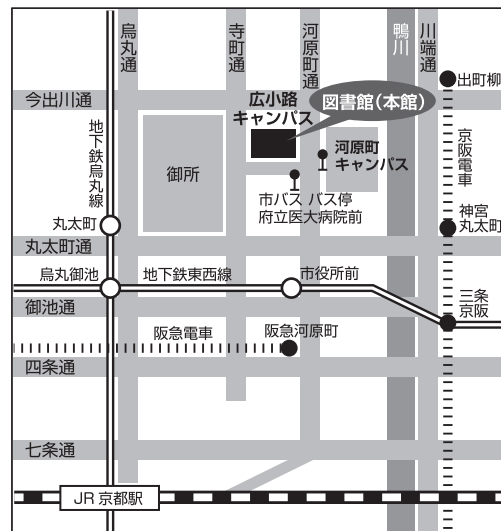 烏丸通
寺町通
河原町通
鴨川
川端通
出町柳
今出川通
広小路
キャンパス
図書館(本館)
地下鉄烏丸線
御所
河原町
キャンパス
京阪電車
市バス バス停
府立医大病院前
丸太町
神宮
丸太町
丸太町通
烏丸御池
地下鉄東西線
市役所前
御池通
三条
京阪
阪急電車
阪急河原町
四条通
七条通
JR 京都駅